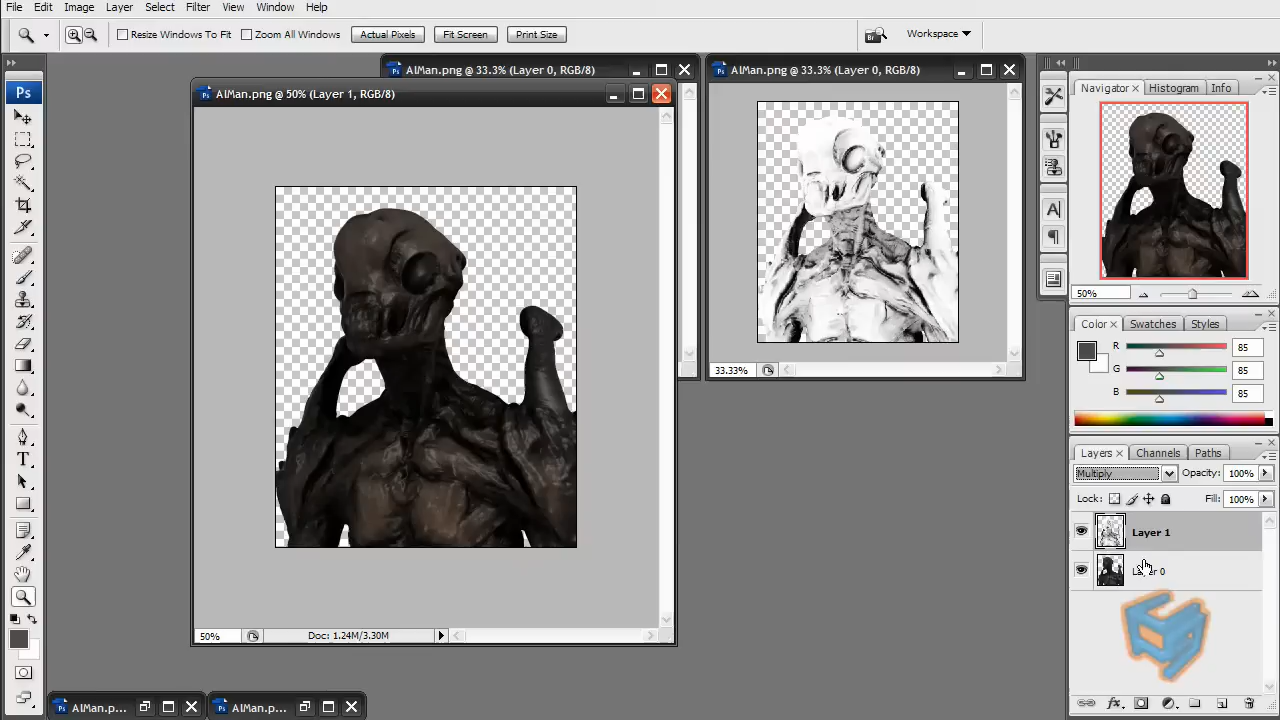 File Edit Image Layer Select Filter View Window Help
Resize Windows To Fit Zoom All Windows Actual Pixels Fit Screen Print Size Br Workspace
Ps
AlMan.png @ 33.3% (Layer 0, RGB/8)
AlMan.png @ 33.3% (Layer 0, RGB/8)
AlMan.png @ 50% (Layer 1, RGB/8)
33.33%
50% Doc: 1.24M/3.30M
AlMan.p...
AlMan.p...
Navigator Histogram Info
50%
Color Swatches Styles
R 85
G 85
B 85
Layers Channels Paths
Multiply Opacity: 100%
Lock: Fill: 100%
Layer 1